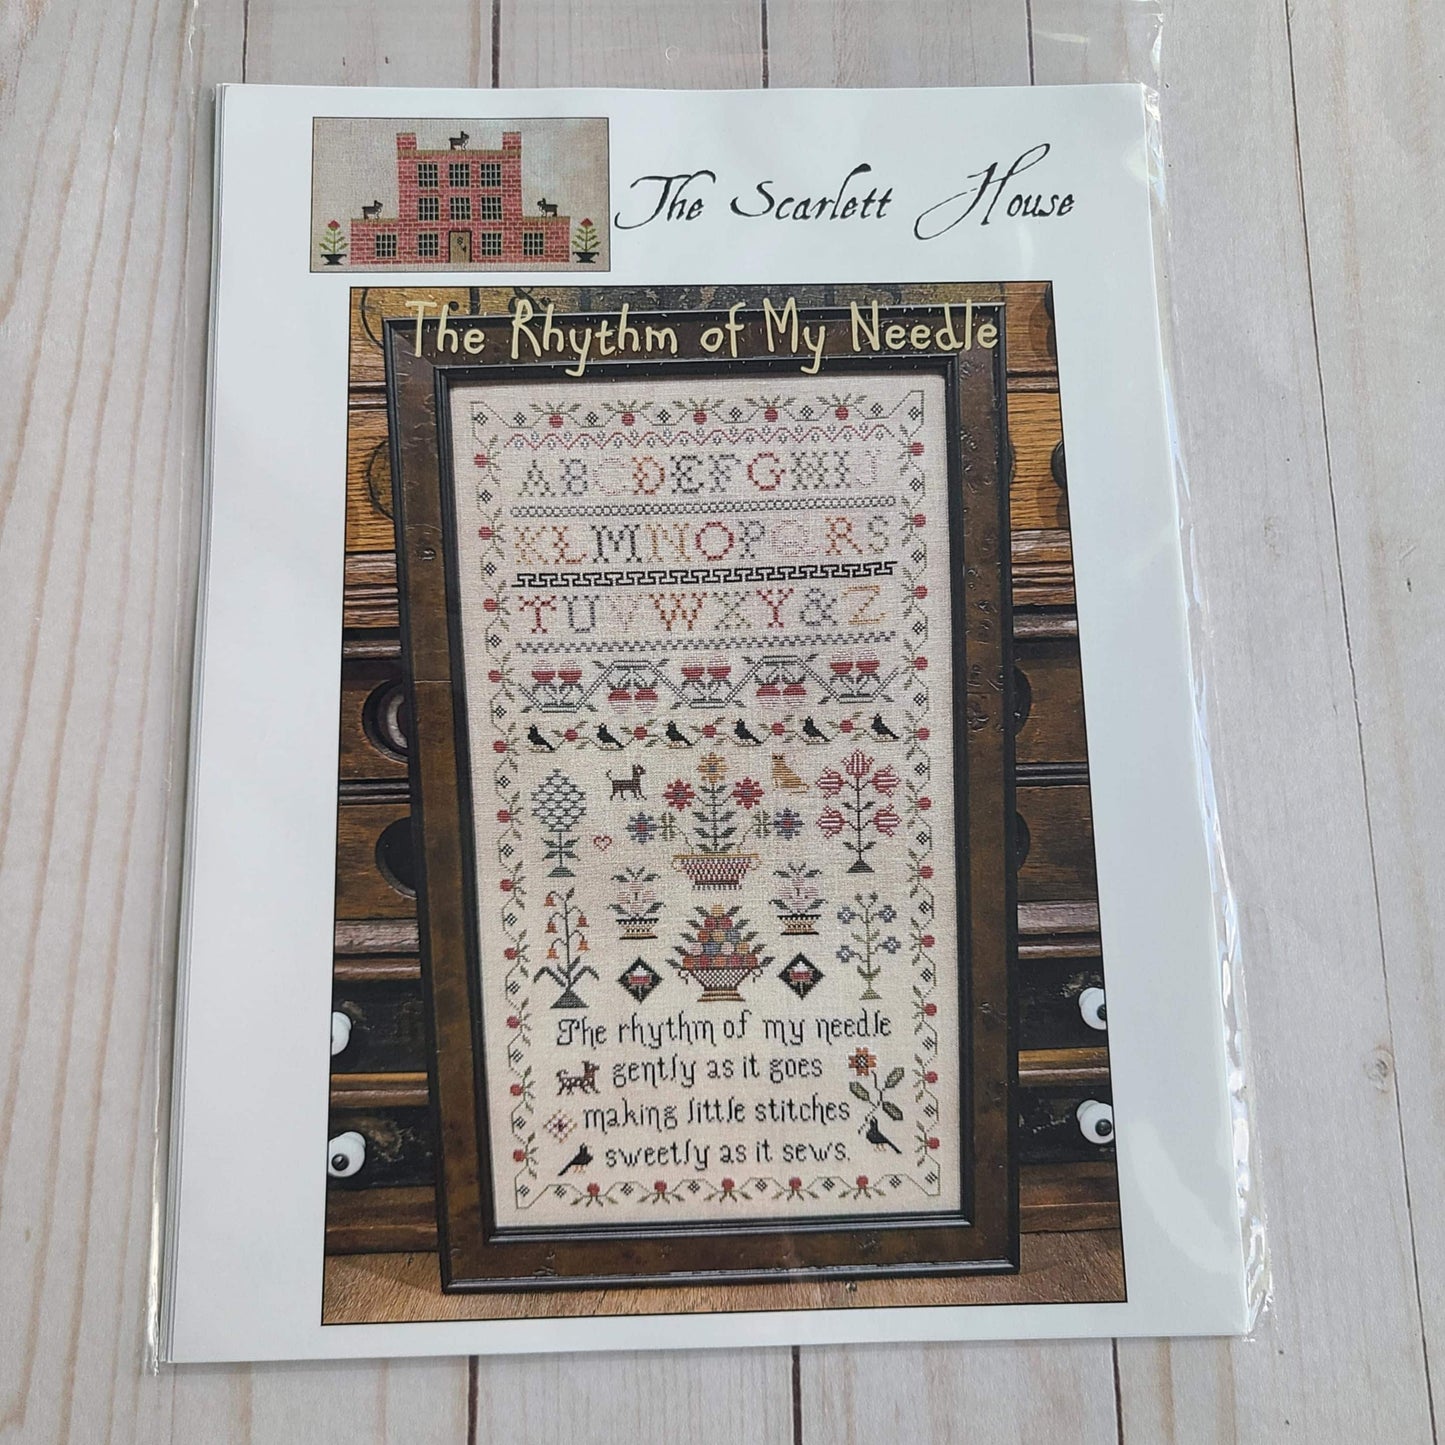 The Scarlett House
The Rhythm of My Needle
ABCDEFGHIJ
KLMNOPQRS
TUVWXY&Z
The rhythm of my needle
gently as it goes
making little stitches
sweetly as it sews.